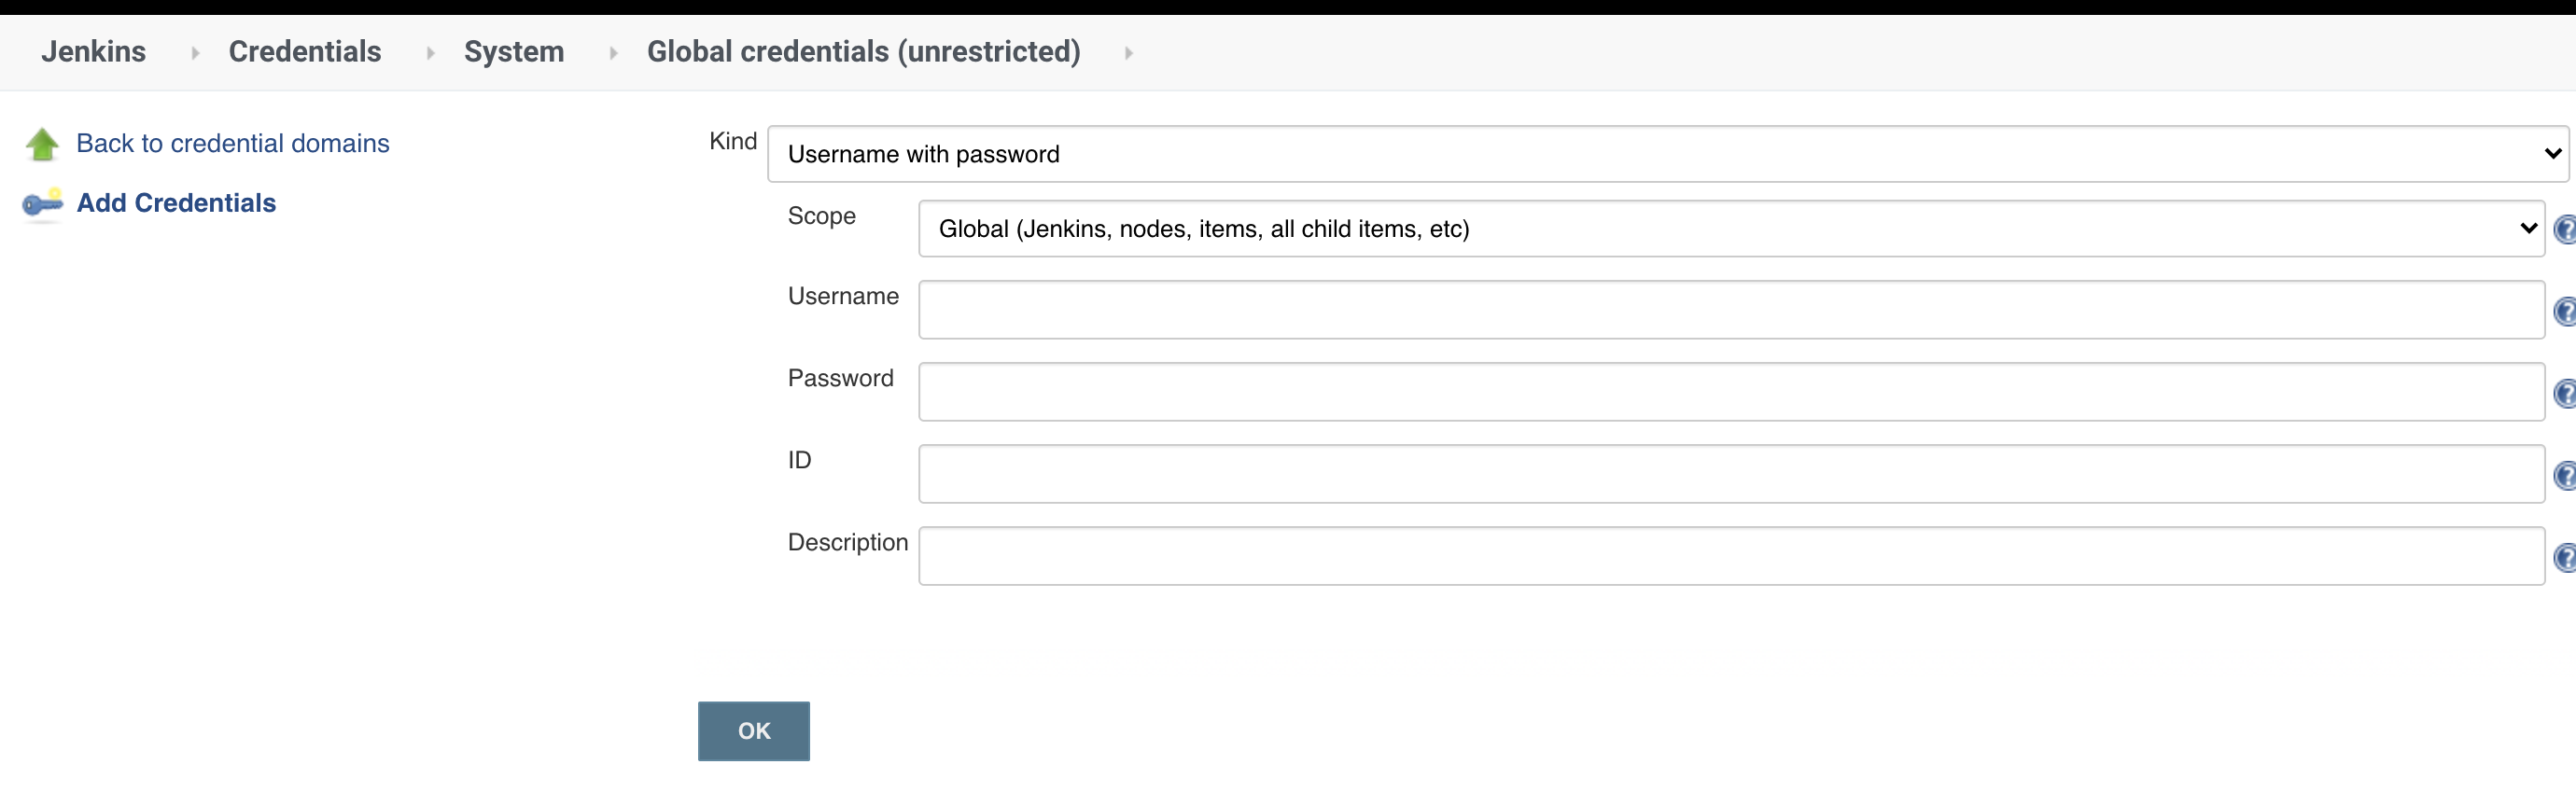 Jenkins Credentials System Global credentials (unrestricted)
Back to credential domains
Add Credentials
Kind Username with password
Scope Global (Jenkins, nodes, items, all child items, etc)
Username
Password
ID
Description
OK